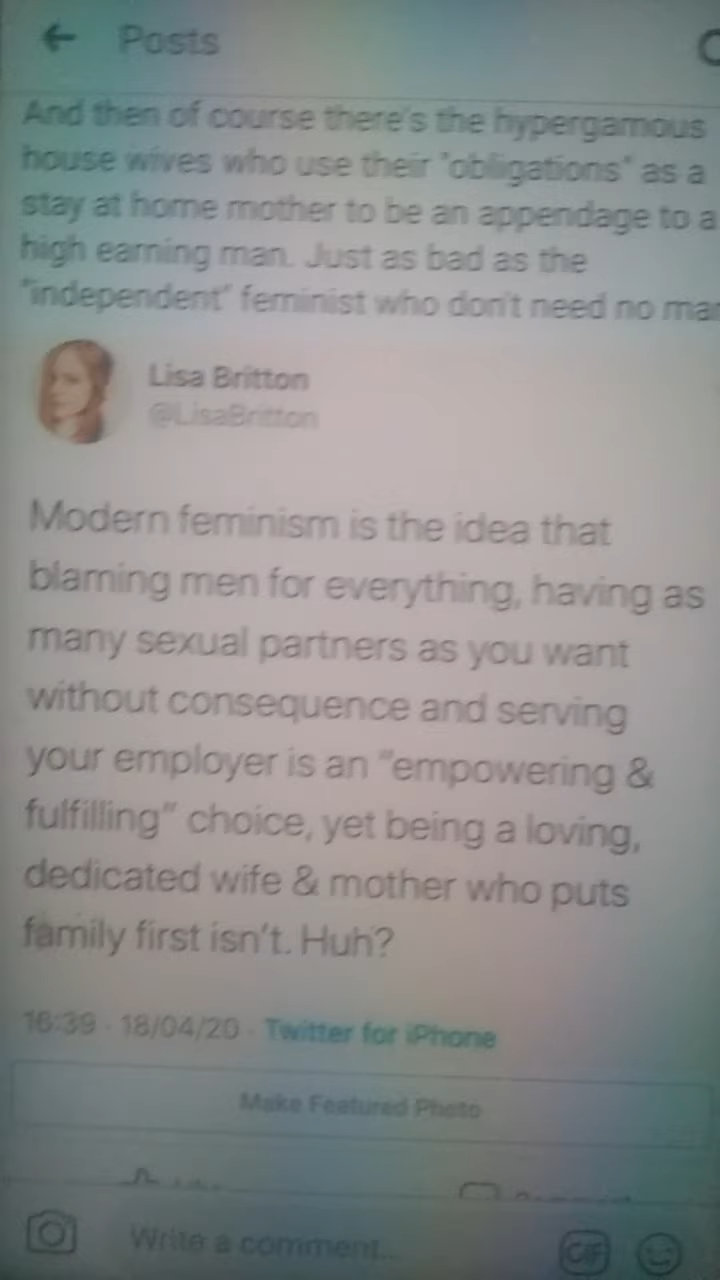 Posts
And then of course there's the hypergamous
house wives who use their "obligations" as a
stay at home mother to be an appendage to a
high earning man. Just as bad as the
"independent" feminist who don't need no
Lisa Britton
@LisaBritton
Modern feminism is the idea that
blaming men for everything, having as
many sexual partners as you want
without consequence and serving
your employer is an "empowering &
fulfilling" choice, yet being a loving,
dedicated wife & mother who puts
family first isn't. Huh?
16:39 · 18/04/20 · Twitter for iPhone
Make Featured Photo
Write a comment...
GIF